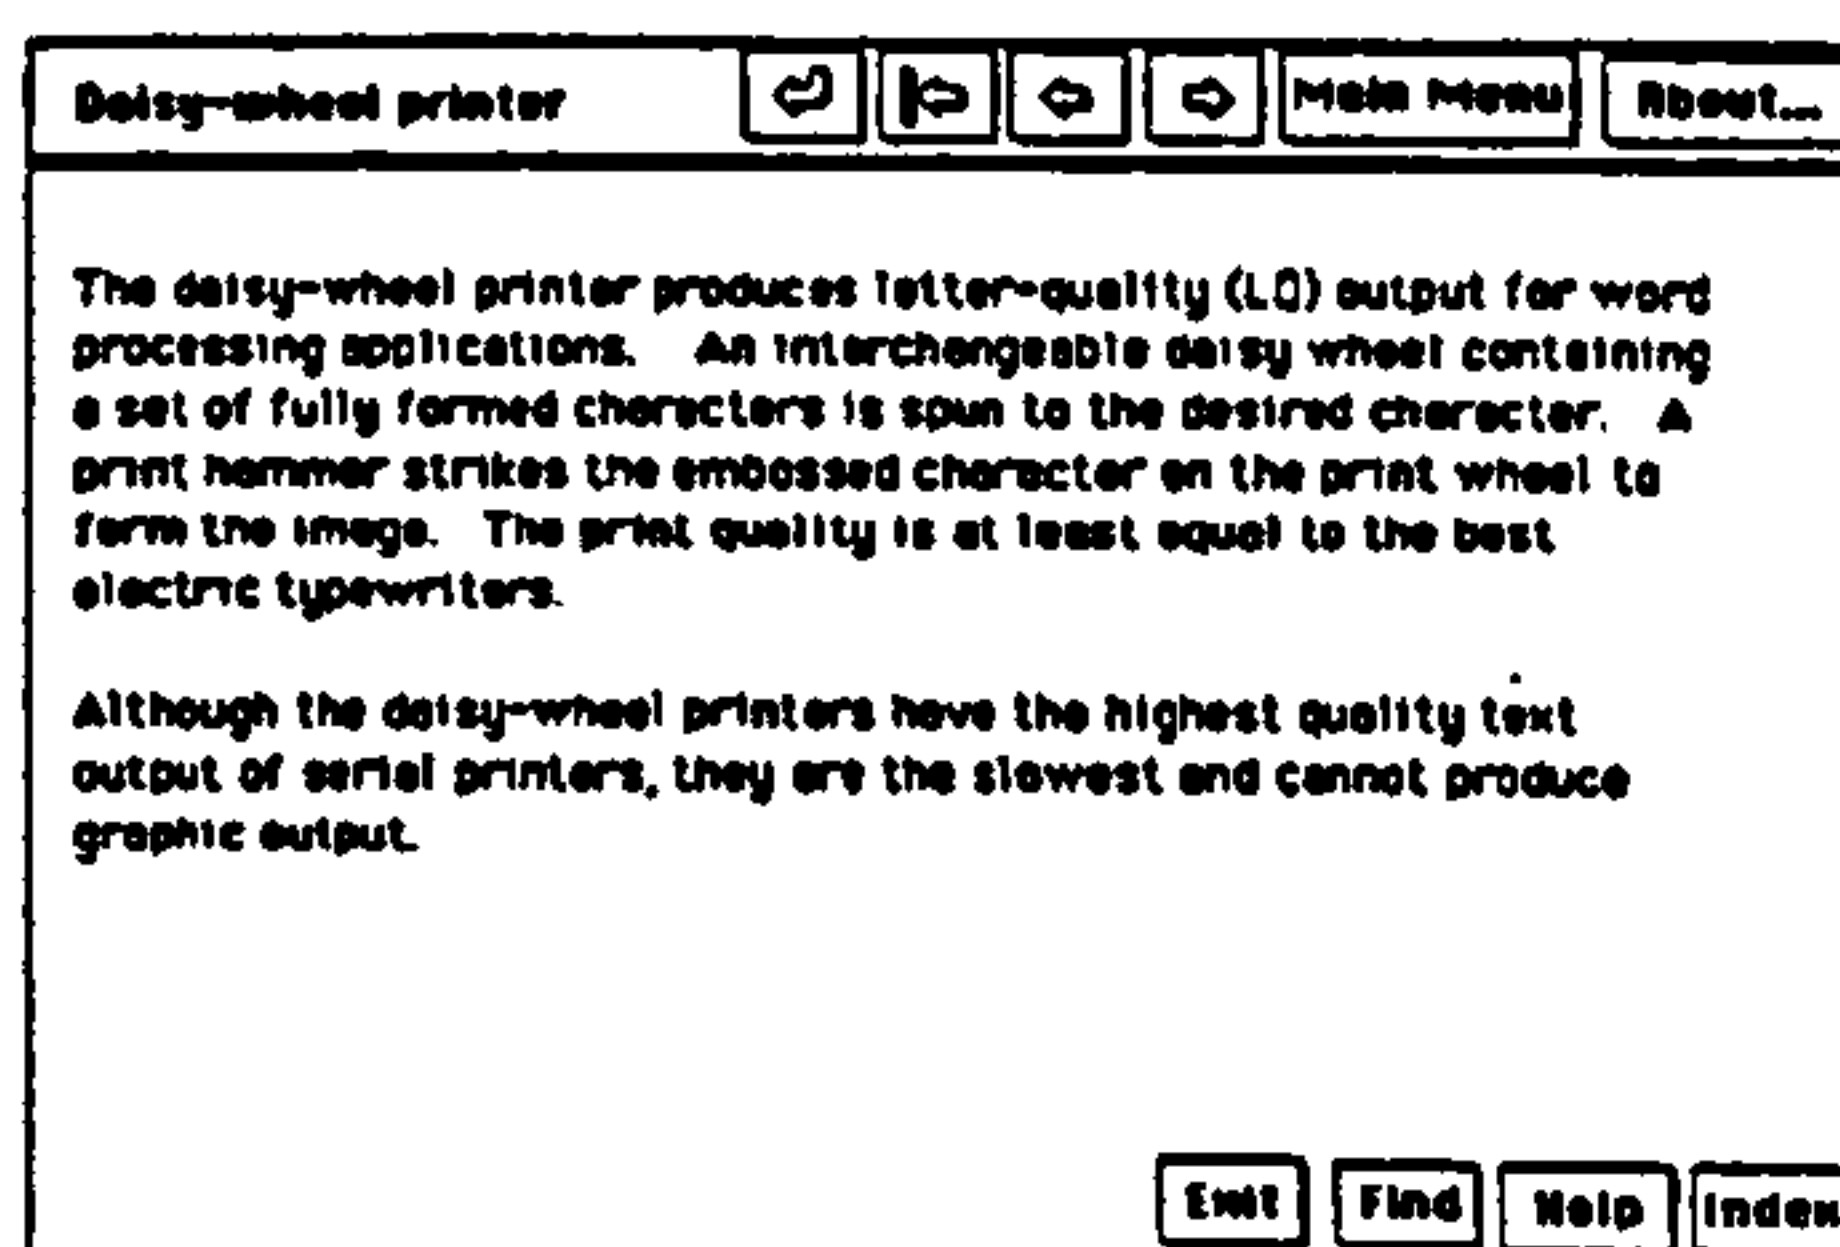 Daisy-wheel printer Main Menu About...
The daisy-wheel printer produces letter-quality (LQ) output for word
processing applications. An interchangeable daisy wheel containing
a set of fully formed characters is spun to the desired character. A
print hammer strikes the embossed character on the print wheel to
form the image. The print quality is at least equal to the best
electric typewriters.
Although the daisy-wheel printers have the highest quality text
output of serial printers, they are the slowest and cannot produce
graphic output.
Exit Find Help Index